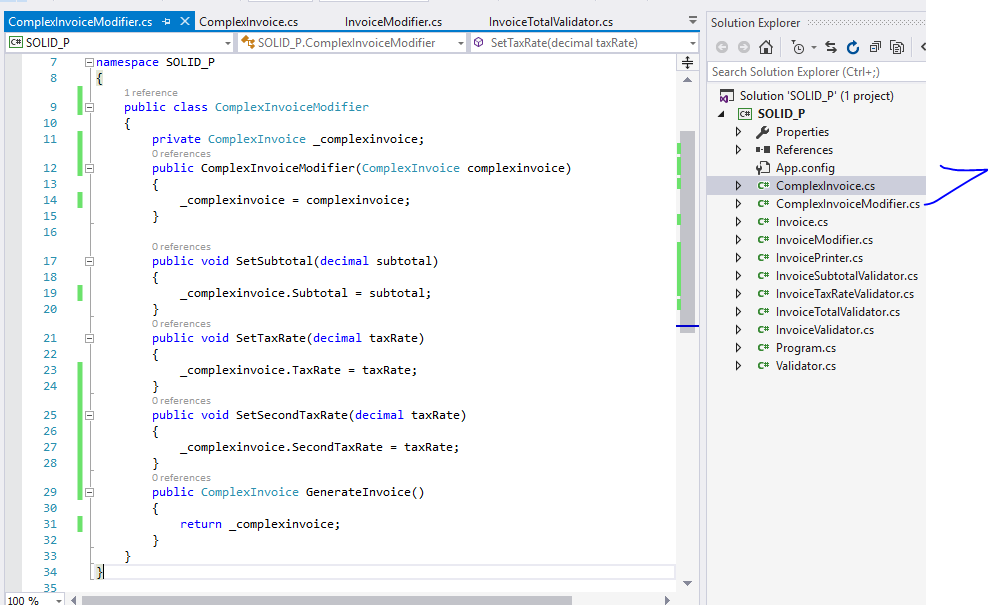 ComplexInvoiceModifier.cs
ComplexInvoice.cs
InvoiceModifier.cs
InvoiceTotalValidator.cs
C# SOLID_P
SOLID_P.ComplexInvoiceModifier
SetTaxRate(decimal taxRate)
7 namespace SOLID_P
8 {
1 reference
9 public class ComplexInvoiceModifier
10 {
11 private ComplexInvoice _complexinvoice;
0 references
12 public ComplexInvoiceModifier(ComplexInvoice complexinvoice)
13 {
14 _complexinvoice = complexinvoice;
15 }
16
0 references
17 public void SetSubtotal(decimal subtotal)
18 {
19 _complexinvoice.Subtotal = subtotal;
20 }
0 references
21 public void SetTaxRate(decimal taxRate)
22 {
23 _complexinvoice.TaxRate = taxRate;
24 }
0 references
25 public void SetSecondTaxRate(decimal taxRate)
26 {
27 _complexinvoice.SecondTaxRate = taxRate;
28 }
0 references
29 public ComplexInvoice GenerateInvoice()
30 {
31 return _complexinvoice;
32 }
33 }
34 }
35
100 %
Solution Explorer
Search Solution Explorer (Ctrl+;)
Solution 'SOLID_P' (1 project)
C# SOLID_P
Properties
References
App.config
C# ComplexInvoice.cs
C# ComplexInvoiceModifier.cs
C# Invoice.cs
C# InvoiceModifier.cs
C# InvoicePrinter.cs
C# InvoiceSubtotalValidator.cs
C# InvoiceTaxRateValidator.cs
C# InvoiceTotalValidator.cs
C# InvoiceValidator.cs
C# Program.cs
C# Validator.cs